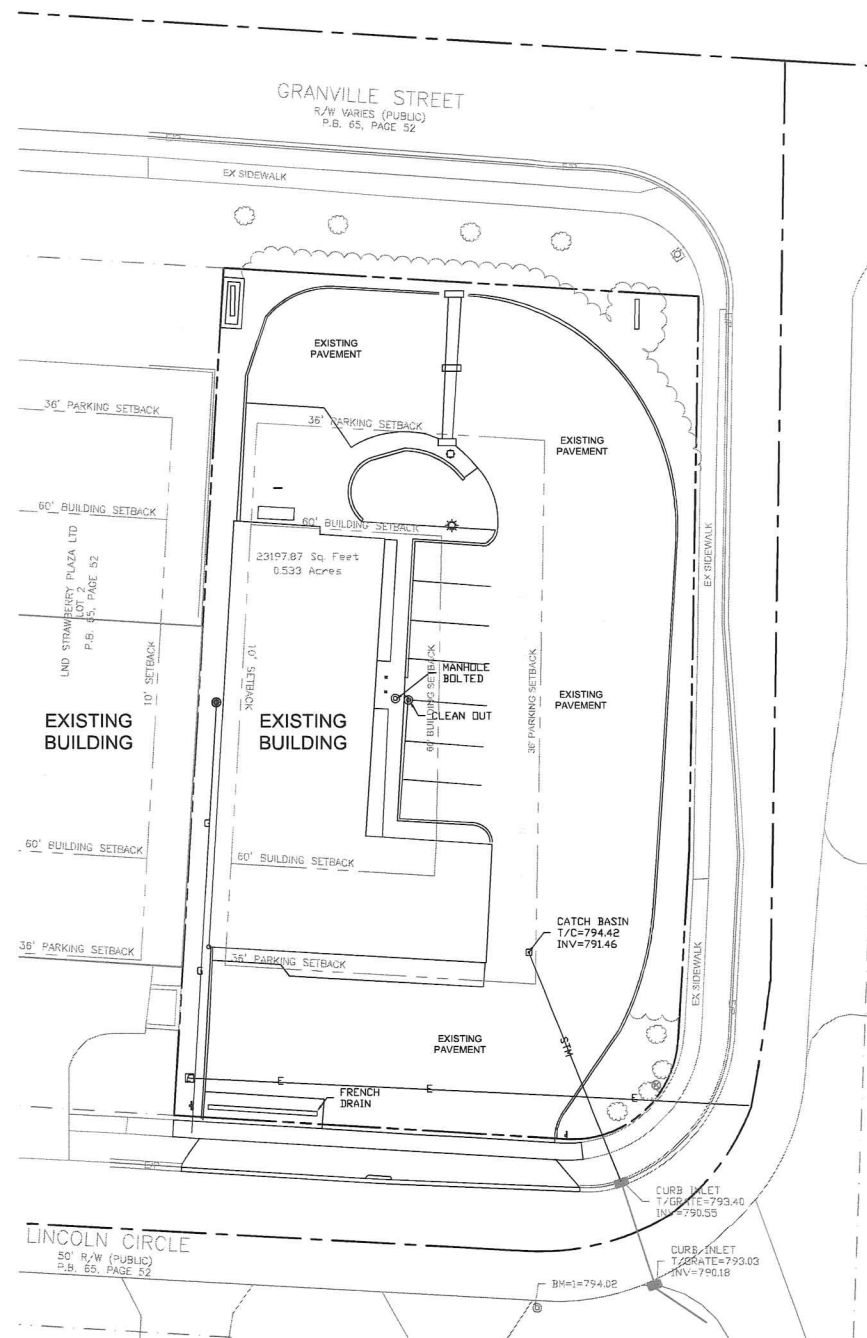 GRANVILLE STREET
R/W VARIES (PUBLIC)
P.B. 65, PAGE 52
EX SIDEWALK
EXISTING
PAVEMENT
36' PARKING SETBACK
36' PARKING SETBACK
EXISTING
PAVEMENT
60' BUILDING SETBACK
60' BUILDING SETBACK
23197.87 Sq. Feet
0.533 Acres
LND STRAWBERRY PLAZA LTD
LOT 2
P.B. 65, PAGE 52
EX SIDEWALK
10' SETBACK
10' SETBACK
MANHOLE
BOLTED
CLEAN OUT
60' BUILDING SETBACK
36' PARKING SETBACK
EXISTING
PAVEMENT
EXISTING
BUILDING
EXISTING
BUILDING
60' BUILDING SETBACK
60' BUILDING SETBACK
CATCH BASIN
T/C=794.42
INV=791.46
36' PARKING SETBACK
36' PARKING SETBACK
EX SIDEWALK
STM
EXISTING
PAVEMENT
E
E
E
FRENCH
DRAIN
CURB INLET
T/GRATE=793.40
INV=790.55
LINCOLN CIRCLE
50' R/W (PUBLIC)
P.B. 65, PAGE 52
CURB INLET
T/GRATE=793.03
INV=790.18
BM=1=794.02